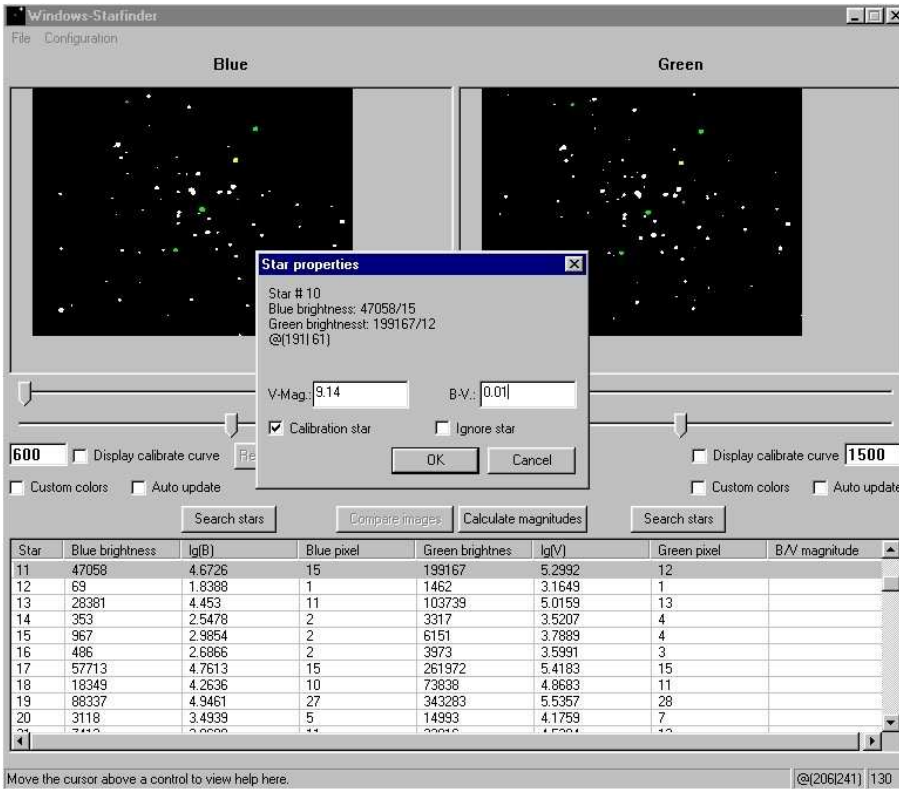 Windows-Starfinder
File Configuration
Blue Green
Star properties
Star # 10
Blue brightness: 47058/15
Green brightnesst: 199167/12
@(191|61)
V-Mag.: 9.14 B-V.: 0.01
Calibration star Ignore star
OK Cancel
600 Display calibrate curve Display calibrate curve 1500
Custom colors Auto update Custom colors Auto update
Search stars Compare images Calculate magnitudes Search stars
Star Blue brightness lg(B) Blue pixel Green brightnes lg(V) Green pixel B/V magnitude
11 47058 4.6726 15 199167 5.2992 12
12 69 1.8388 1 1462 3.1649 1
13 28381 4.453 11 103739 5.0159 13
14 353 2.5478 2 3317 3.5207 4
15 967 2.9854 2 6151 3.7889 4
16 486 2.6866 2 3973 3.5991 3
17 57713 4.7613 15 261972 5.4183 15
18 18349 4.2636 10 73838 4.8683 11
19 88337 4.9461 27 343283 5.5357 28
20 3118 3.4939 5 14993 4.1759 7
Move the cursor above a control to view help here. @(206|241) 130